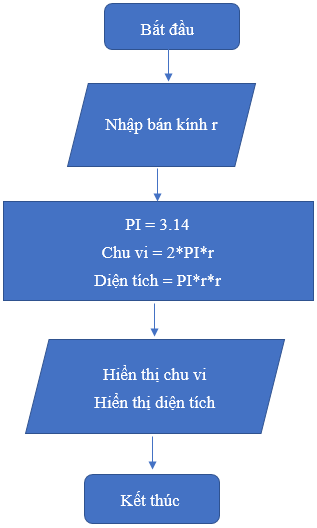 Bắt đầu
Nhập bán kính r
PI = 3.14
Chu vi = 2*PI*r
Diện tích = PI*r*r
Hiển thị chu vi
Hiển thị diện tích
Kết thúc